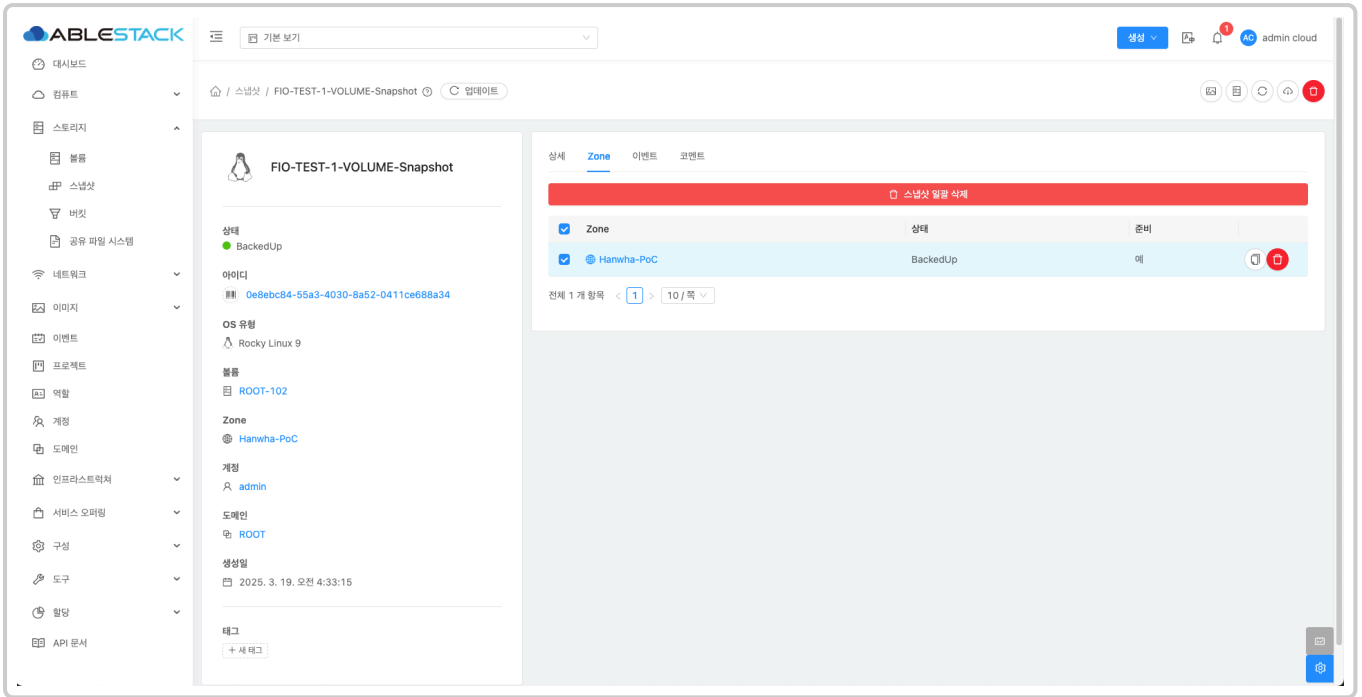 ABLESTACK
기본 보기
생성
1
AC
admin cloud
대시보드
컴퓨트
스토리지
볼륨
스냅샷
버킷
공유 파일 시스템
네트워크
이미지
이벤트
프로젝트
역할
계정
도메인
인프라스트럭쳐
서비스 오퍼링
구성
도구
할당
API 문서
/ 스냅샷 / FIO-TEST-1-VOLUME-Snapshot
업데이트
FIO-TEST-1-VOLUME-Snapshot
상태
BackedUp
아이디
0e8ebc84-55a3-4030-8a52-0411ce688a34
OS 유형
Rocky Linux 9
볼륨
ROOT-102
Zone
Hanwha-PoC
계정
admin
도메인
ROOT
생성일
2025. 3. 19. 오전 4:33:15
태그
+ 새 태그
상세 Zone 이벤트 코멘트
스냅샷 일괄 삭제
Zone 상태 준비
Hanwha-PoC BackedUp 예
전체 1 개 항목 < 1 > 10 / 쪽